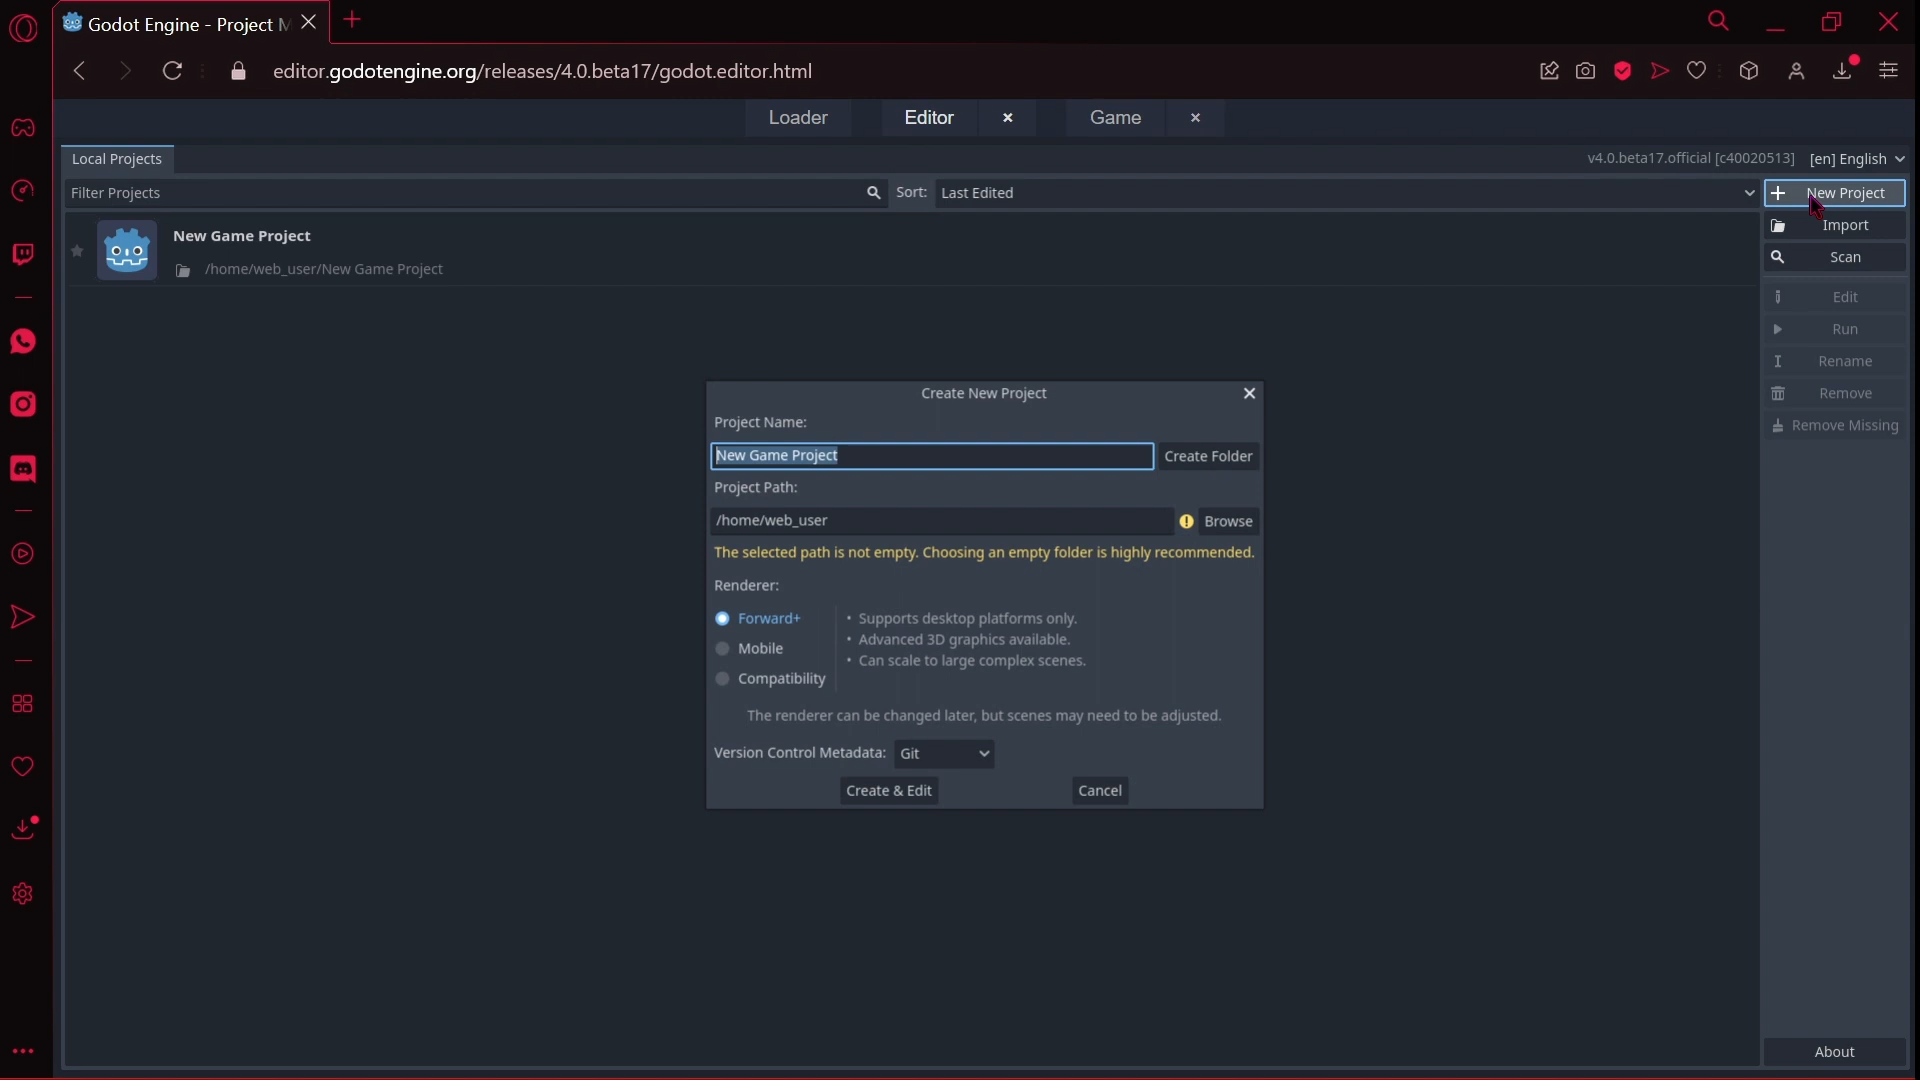 Godot Engine - Project M
editor.godotengine.org/releases/4.0.beta17/godot.editor.html
Loader
Editor
×
Game
×
Local Projects
v4.0.beta17.official [c40020513]
[en] English
Filter Projects
Sort:
Last Edited
New Project
New Game Project
/home/web_user/New Game Project
Import
Scan
Edit
Run
Rename
Remove
Remove Missing
Create New Project
Project Name:
New Game Project
Create Folder
Project Path:
/home/web_user
Browse
The selected path is not empty. Choosing an empty folder is highly recommended.
Renderer:
Forward+
Mobile
Compatibility
• Supports desktop platforms only.
• Advanced 3D graphics available.
• Can scale to large complex scenes.
The renderer can be changed later, but scenes may need to be adjusted.
Version Control Metadata: Git
Create & Edit
Cancel
About